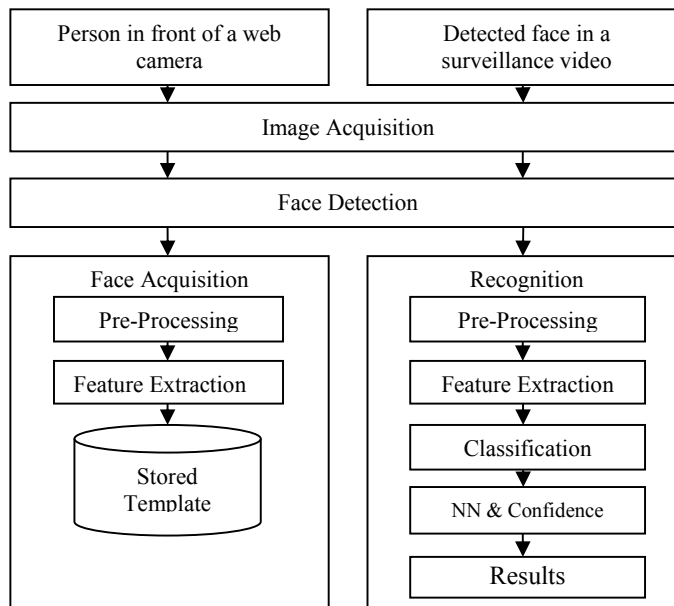 Person in front of a web
camera
Detected face in a
surveillance video
Image Acquisition
Face Detection
Face Acquisition
Pre-Processing
Feature Extraction
Stored
Template
Recognition
Pre-Processing
Feature Extraction
Classification
NN & Confidence
Results